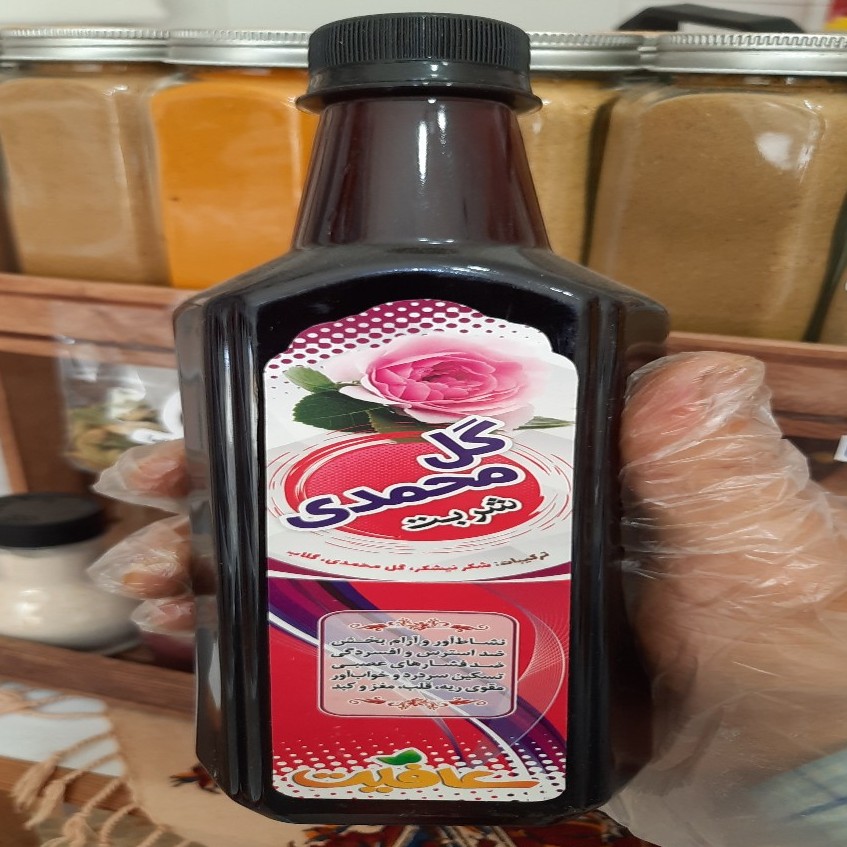 گل
محمدی
شربت
ترکیبات: شکر نیشکر، گل محمدی، گلاب
نشاط‌آور و آرام بخش
ضد استرس و افسردگی
ضد فشارهای عصبی
تسکین سردرد و خواب‌آور
مقوی ریه، قلب، مغز و کبد
عافیت